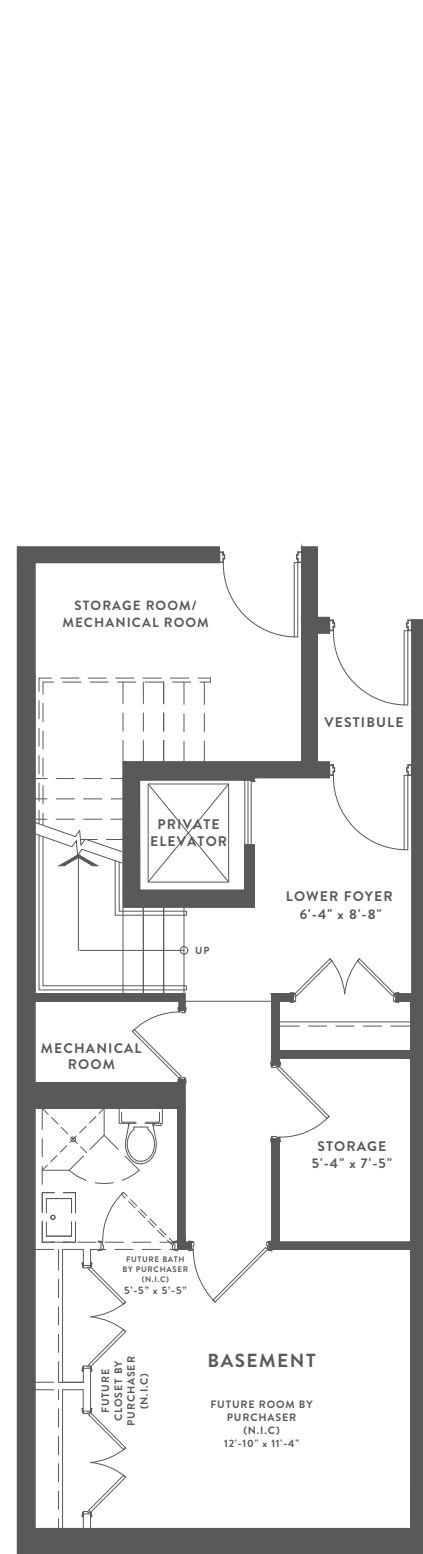 STORAGE ROOM/
MECHANICAL ROOM
VESTIBULE
PRIVATE
ELEVATOR
LOWER FOYER
6'-4" x 8'-8"
UP
MECHANICAL
ROOM
STORAGE
5'-4" x 7'-5"
FUTURE BATH
BY PURCHASER
(N.I.C)
5'-5" x 5'-5"
FUTURE
CLOSET BY
PURCHASER
(N.I.C)
BASEMENT
FUTURE ROOM BY
PURCHASER
(N.I.C)
12'-10" x 11'-4"